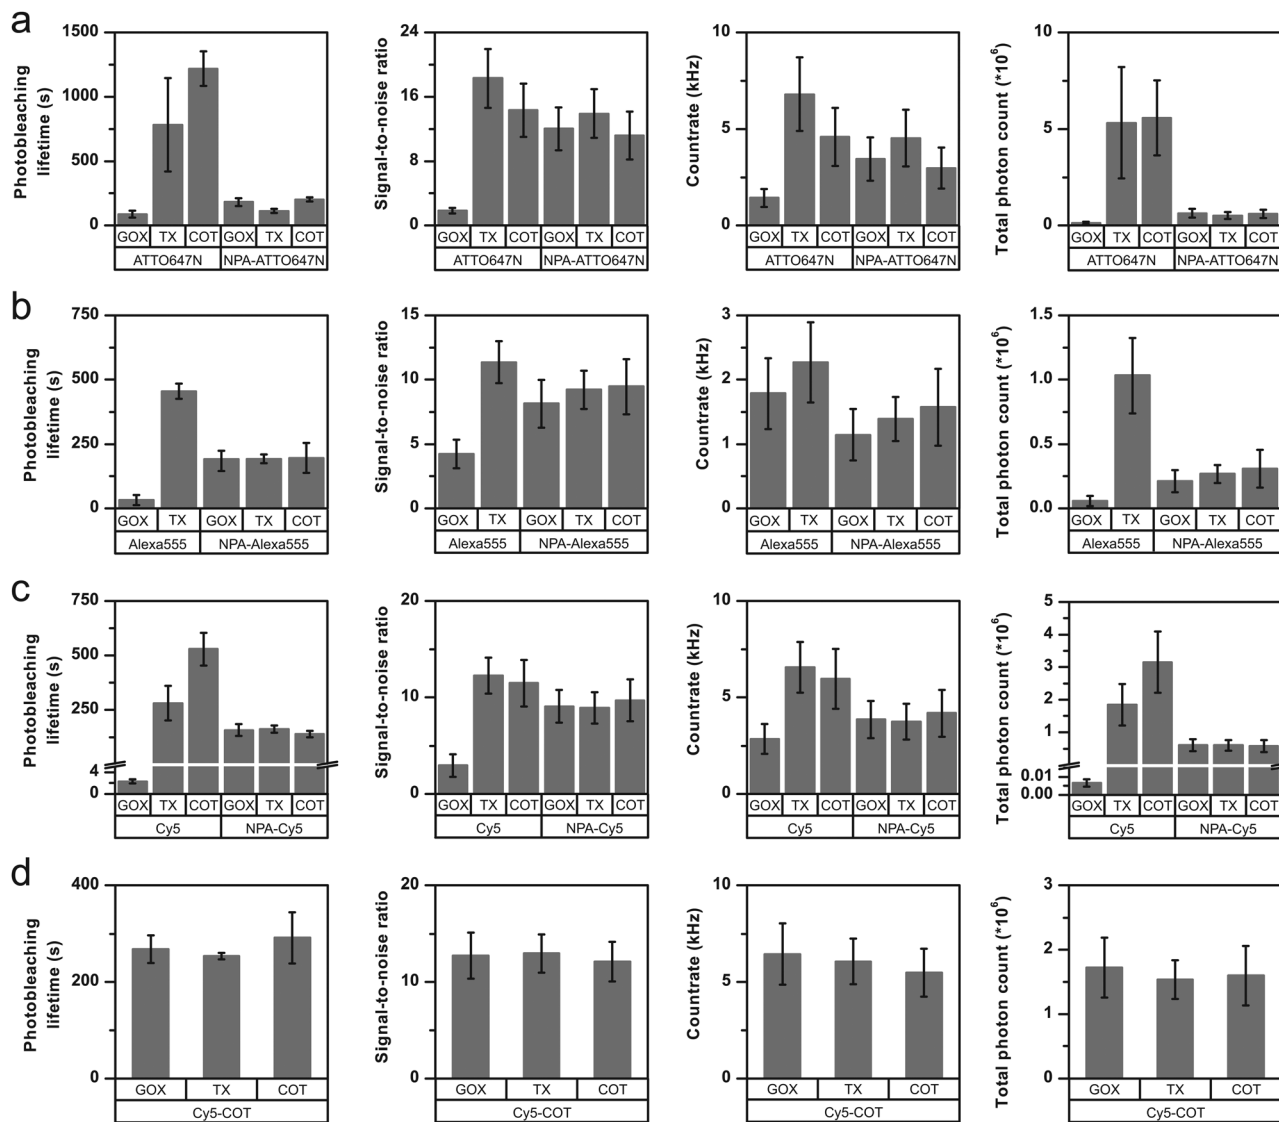 a
Photobleaching
lifetime (s)
1500
1000
500
0
GOX TX COT GOX TX COT
ATTO647N NPA-ATTO647N
Signal-to-noise ratio
24
16
8
0
GOX TX COT GOX TX COT
ATTO647N NPA-ATTO647N
Countrate (kHz)
10
5
0
GOX TX COT GOX TX COT
ATTO647N NPA-ATTO647N
Total photon count (*10⁶)
10
5
0
GOX TX COT GOX TX COT
ATTO647N NPA-ATTO647N
b
Photobleaching
lifetime (s)
750
500
250
0
GOX TX GOX TX COT
Alexa555 NPA-Alexa555
Signal-to-noise ratio
15
10
5
0
GOX TX GOX TX COT
Alexa555 NPA-Alexa555
Countrate (kHz)
3
2
1
0
GOX TX GOX TX COT
Alexa555 NPA-Alexa555
Total photon count (*10⁶)
1.5
1.0
0.5
0.0
GOX TX GOX TX COT
Alexa555 NPA-Alexa555
c
Photobleaching
lifetime (s)
750
500
250
4
0
GOX TX COT GOX TX COT
Cy5 NPA-Cy5
Signal-to-noise ratio
20
10
0
GOX TX COT GOX TX COT
Cy5 NPA-Cy5
Countrate (kHz)
10
5
0
GOX TX COT GOX TX COT
Cy5 NPA-Cy5
Total photon count (*10⁶)
5
4
3
2
1
0.01
0.00
GOX TX COT GOX TX COT
Cy5 NPA-Cy5
d
Photobleaching
lifetime (s)
400
200
0
GOX TX COT
Cy5-COT
Signal-to-noise ratio
20
10
0
GOX TX COT
Cy5-COT
Countrate (kHz)
10
5
0
GOX TX COT
Cy5-COT
Total photon count (*10⁶)
3
2
1
0
GOX TX COT
Cy5-COT